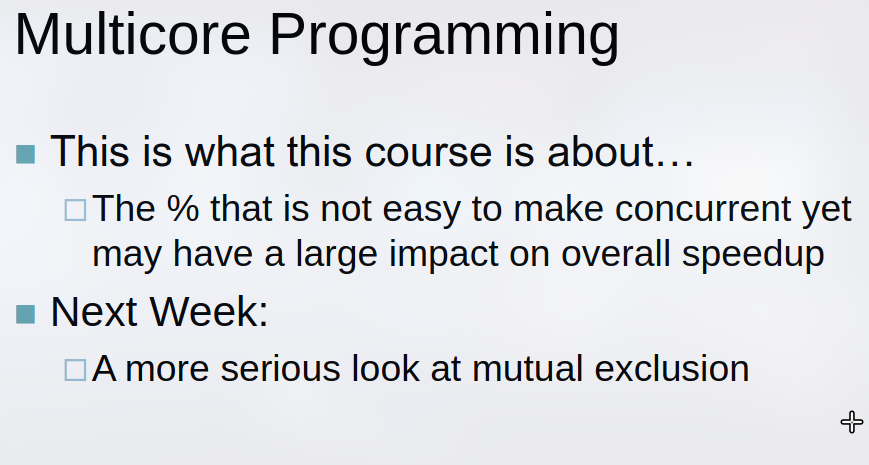 Multicore Programming
This is what this course is about…
The % that is not easy to make concurrent yet
may have a large impact on overall speedup
Next Week:
A more serious look at mutual exclusion